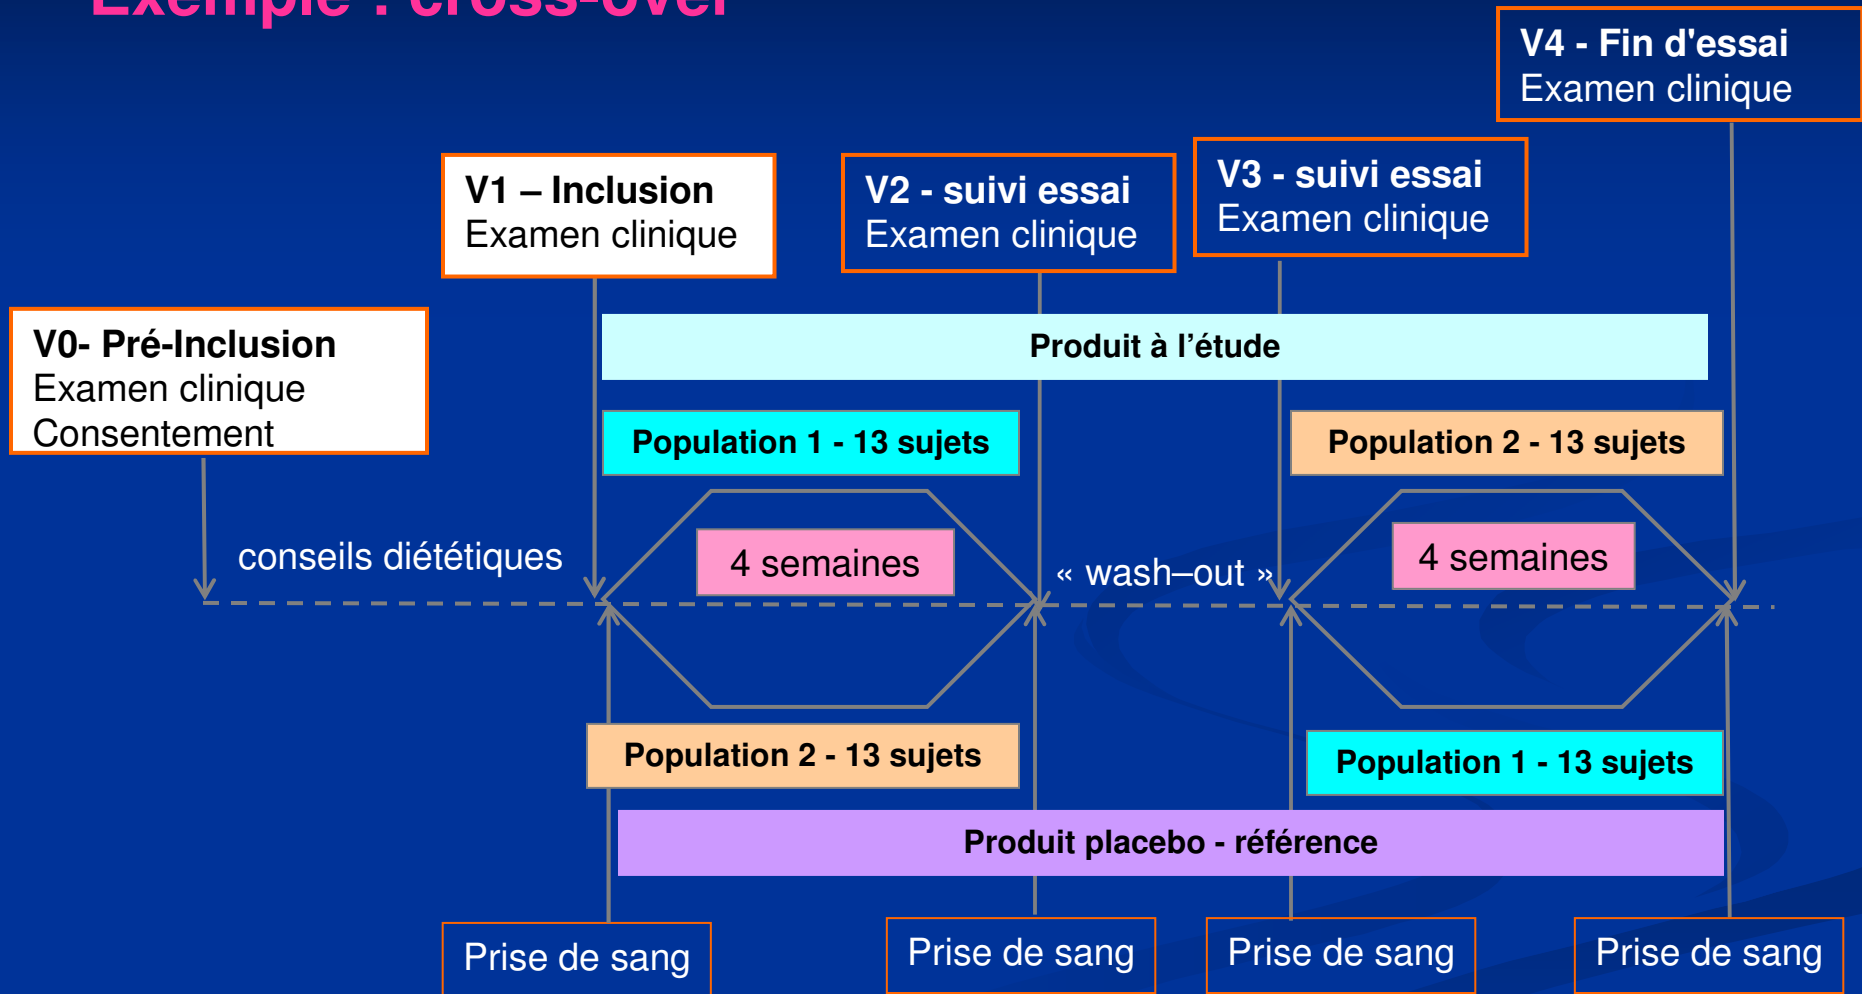 Exemple : cross-over
V4 - Fin d'essai
Examen clinique
V1 – Inclusion
Examen clinique
V2 - suivi essai
Examen clinique
V3 - suivi essai
Examen clinique
V0- Pré-Inclusion
Examen clinique
Consentement
Produit à l’étude
Population 1 - 13 sujets
Population 2 - 13 sujets
conseils diététiques
4 semaines
« wash–out »
4 semaines
Population 2 - 13 sujets
Population 1 - 13 sujets
Produit placebo - référence
Prise de sang
Prise de sang
Prise de sang
Prise de sang